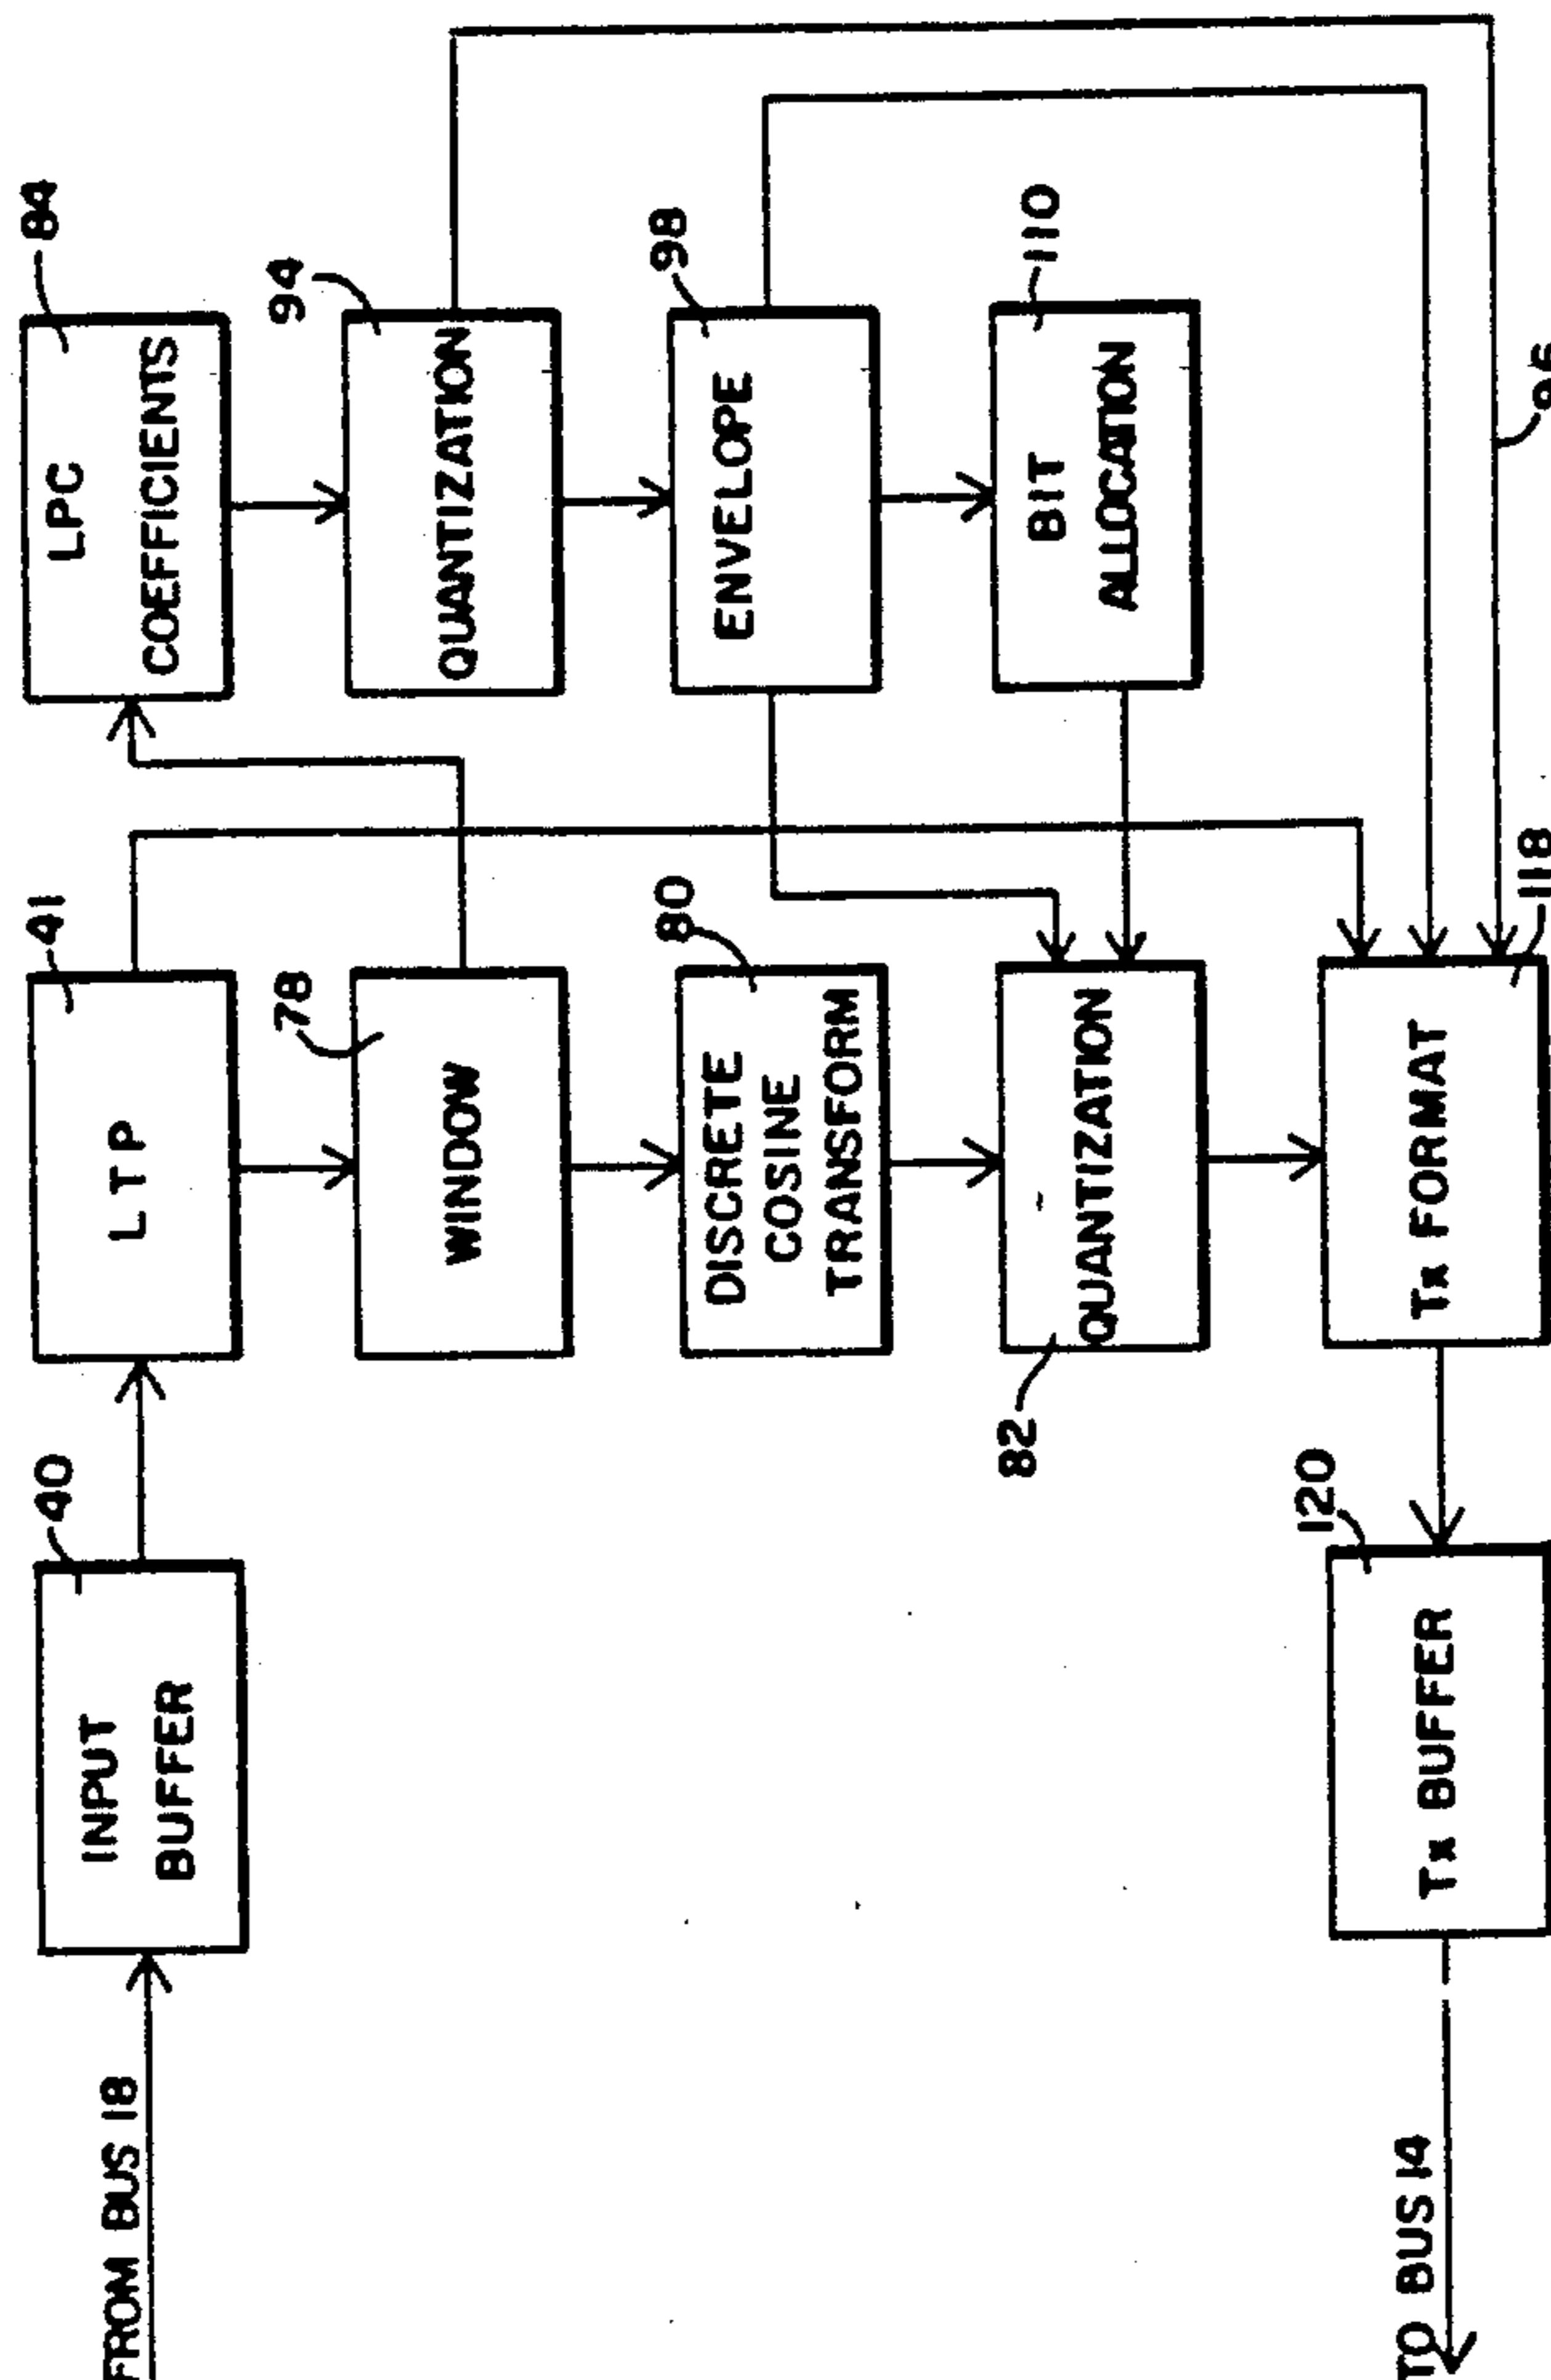 FROM BUS 18
40
INPUT
BUFFER
41
LTP
84
LPC
COEFFICIENTS
78
WINDOW
94
QUANTIZATION
80
DISCRETE
COSINE
TRANSFORM
98
ENVELOPE
82
QUANTIZATION
110
BIT
ALLOCATION
TO BUS 14
120
Tx BUFFER
Tx FORMAT
118